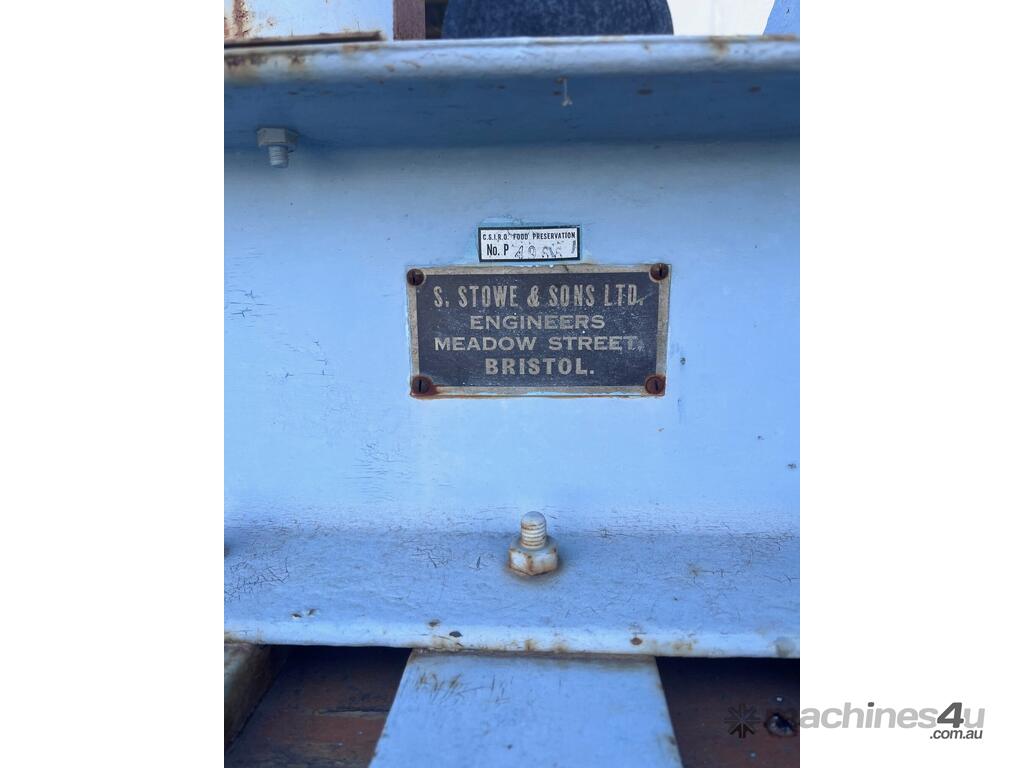 C.S.I.R.O. FOOD PRESERVATION
No. P
S. STOWE & SONS LTD.
ENGINEERS
MEADOW STREET.
BRISTOL.
machines4u
.com.au